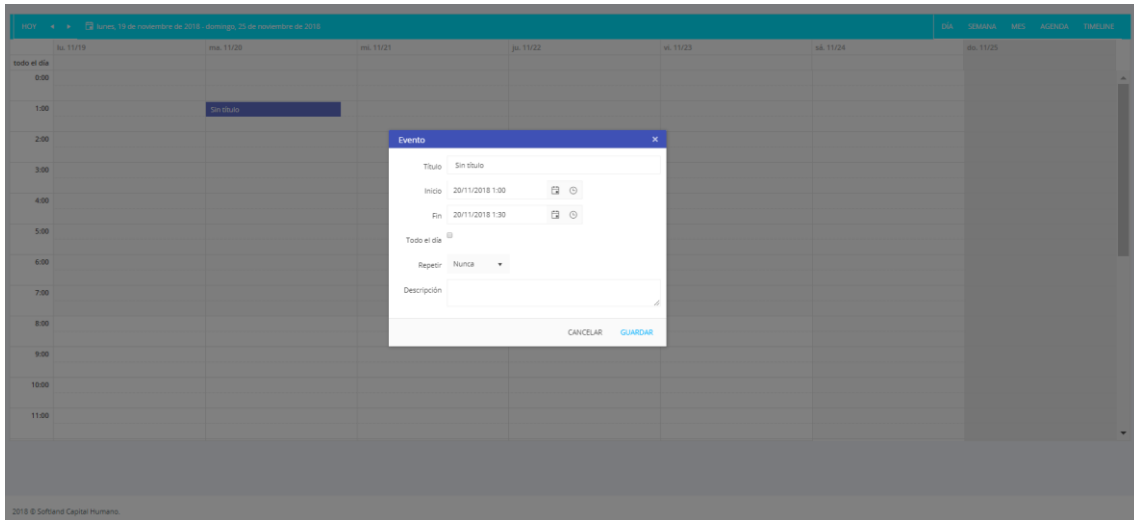 HOY lunes, 19 de noviembre de 2018 - domingo, 25 de noviembre de 2018 DÍA SEMANA MES AGENDA TIMELINE
lu. 11/19 ma. 11/20 mi. 11/21 ju. 11/22 vi. 11/23 sá. 11/24 do. 11/25
todo el día
0:00
1:00 Sin título
2:00
3:00
4:00
5:00
6:00
7:00
8:00
9:00
10:00
11:00
Evento
Título Sin título
Inicio 20/11/2018 1:00
Fin 20/11/2018 1:30
Todo el día
Repetir Nunca
Descripción
CANCELAR GUARDAR
2018 © Softland Capital Humano.